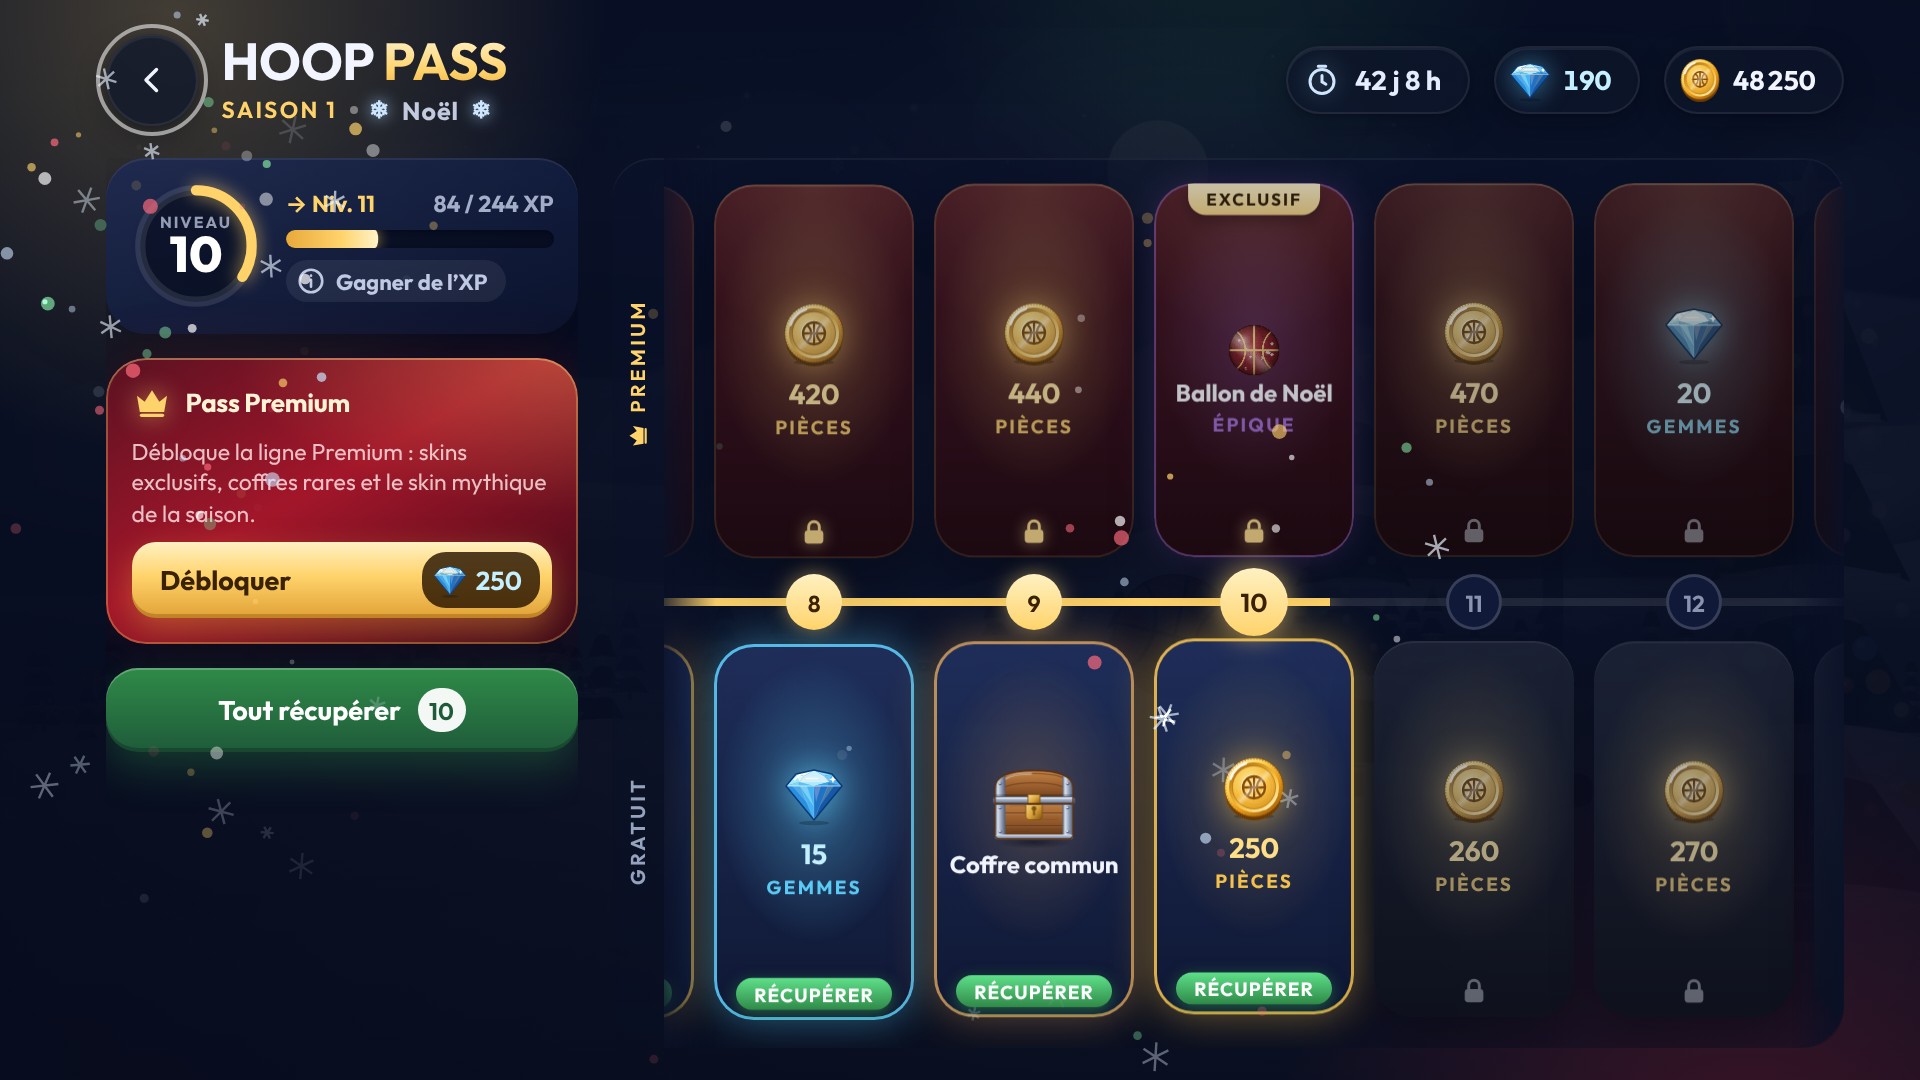 HOOP PASS
SAISON 1 • Noël
42 j 8 h
190
48 250
NIVEAU
10
→ Niv. 11
84 / 244 XP
Gagner de l’XP
Pass Premium
Débloque la ligne Premium : skins
exclusifs, coffres rares et le skin mythique
de la saison.
Débloquer
250
Tout récupérer
10
PREMIUM
420
PIÈCES
440
PIÈCES
EXCLUSIF
Ballon de Noël
ÉPIQUE
470
PIÈCES
20
GEMMES
8
9
10
11
12
GRATUIT
15
GEMMES
RÉCUPÉRER
Coffre commun
RÉCUPÉRER
250
PIÈCES
RÉCUPÉRER
260
PIÈCES
270
PIÈCES